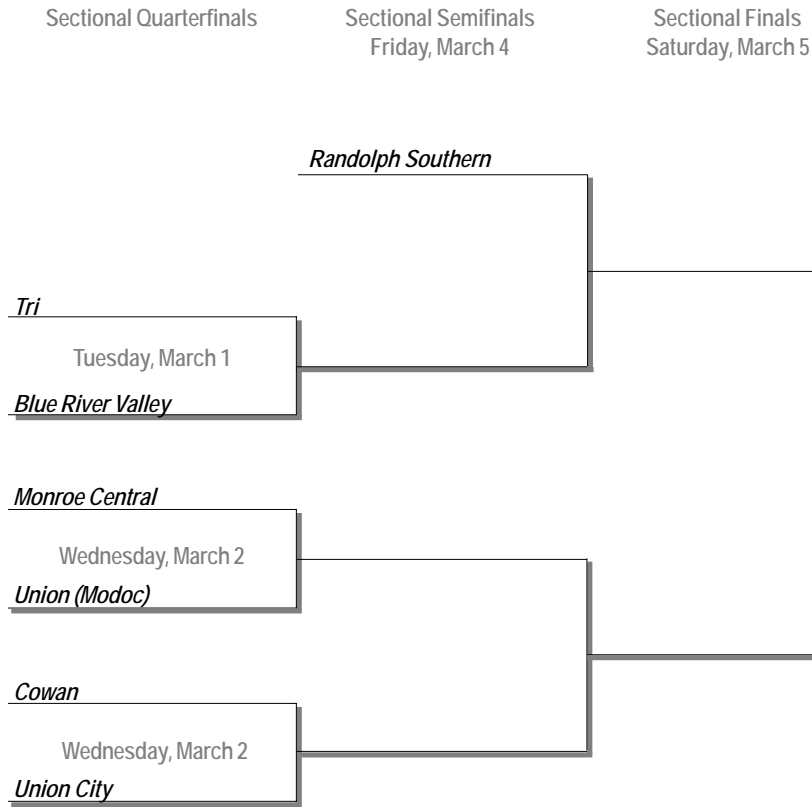 Sectional Quarterfinals
Sectional Semifinals
Friday, March 4
Sectional Finals
Saturday, March 5
Randolph Southern
Tri
Tuesday, March 1
Blue River Valley
Monroe Central
Wednesday, March 2
Union (Modoc)
Cowan
Wednesday, March 2
Union City